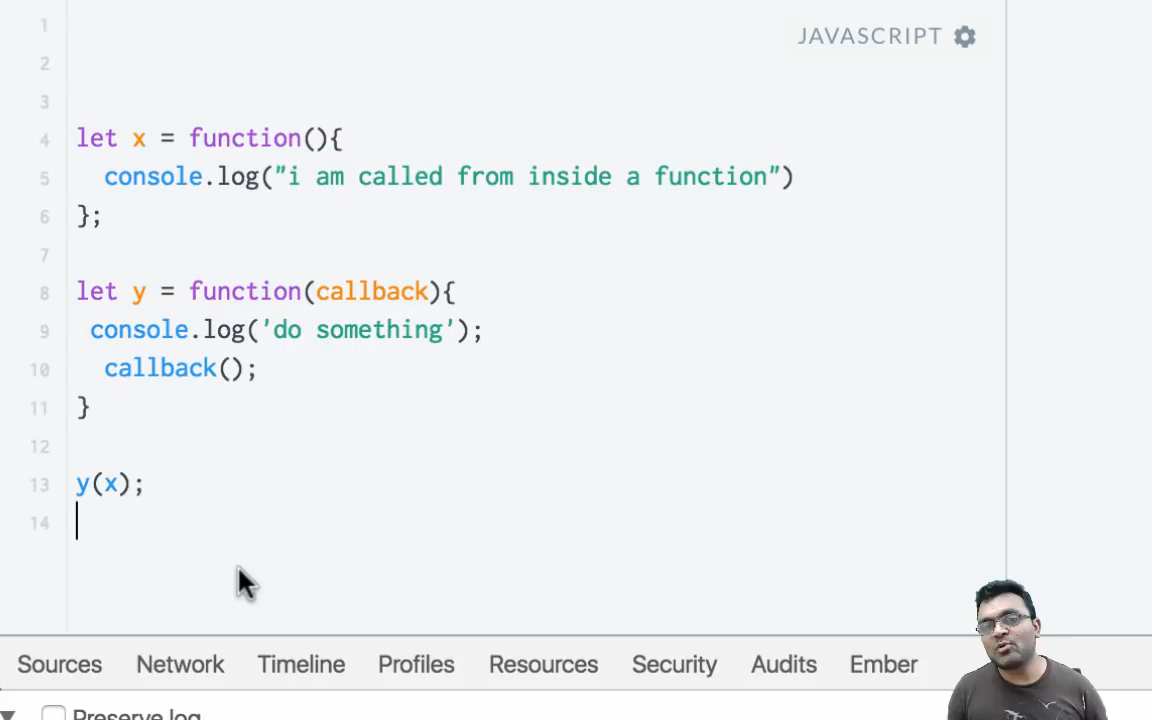 1
JAVASCRIPT
2
3
4 let x = function(){
5 console.log("i am called from inside a function")
6 };
7
8 let y = function(callback){
9 console.log('do something');
10 callback();
11 }
12
13 y(x);
14
Sources Network Timeline Profiles Resources Security Audits Ember
Preserve log